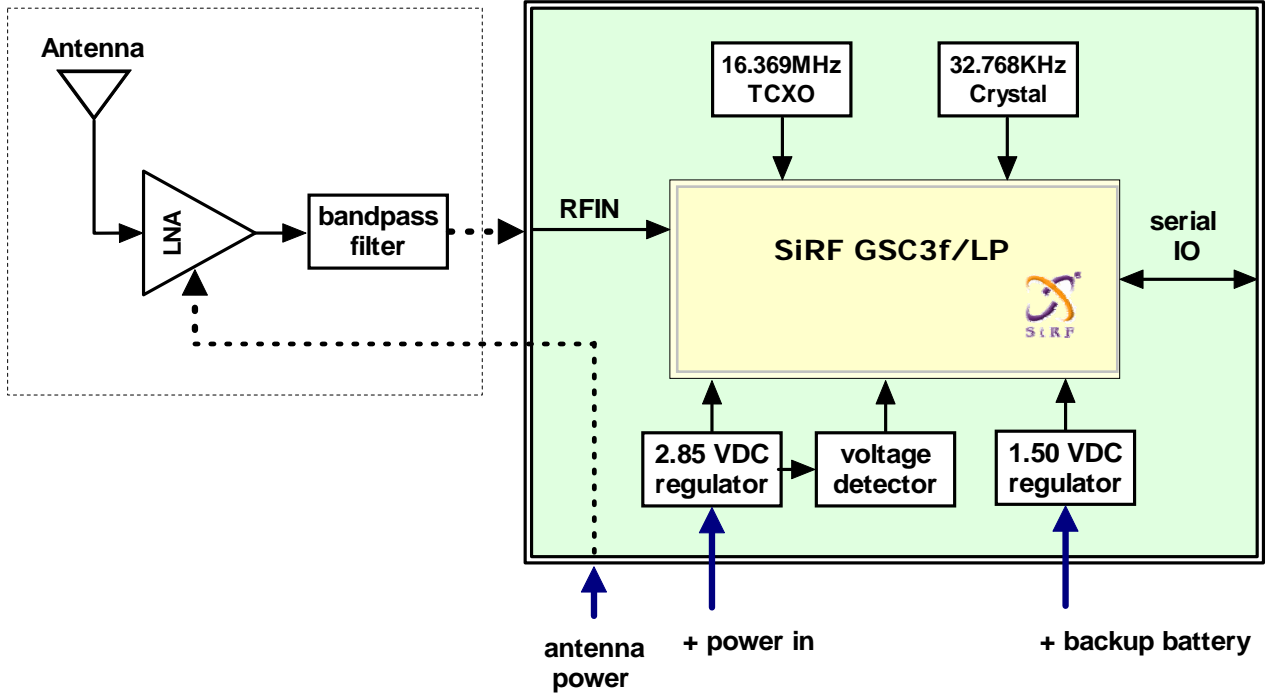 Antenna
LNA
bandpass
filter
16.369MHz
TCXO
32.768KHz
Crystal
RFIN
SiRF GSC3f/LP
SiRF
serial
IO
2.85 VDC
regulator
voltage
detector
1.50 VDC
regulator
antenna
power
+ power in
+ backup battery